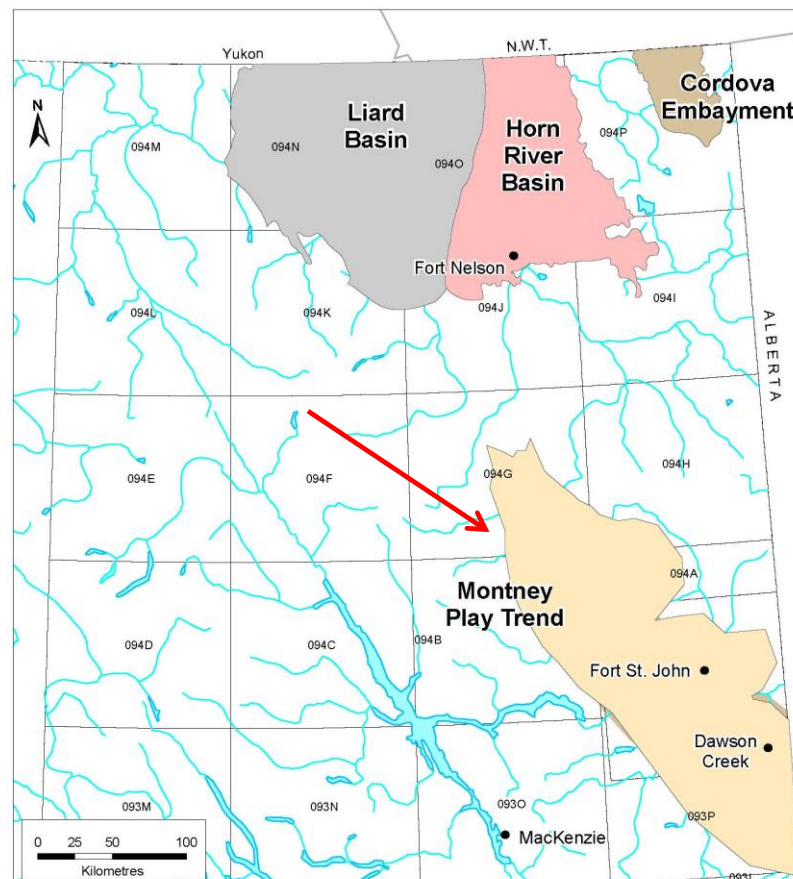 Yukon
N.W.T.
N
Cordova
Embayment
Liard
Basin
Horn
River
Basin
094M
094N
094O
094P
Fort Nelson
094L
094K
094J
094I
ALBERTA
094E
094F
094G
094H
Montney
Play Trend
094A
094D
094C
094B
Fort St. John
Dawson
Creek
093M
093N
093O
093P
MacKenzie
0 25 50 100
Kilometres